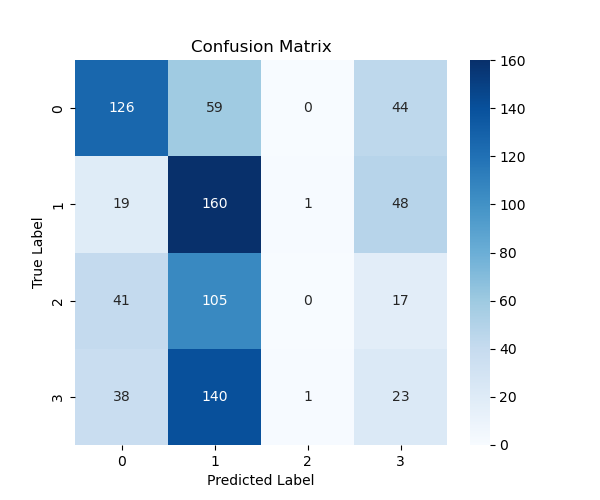 Confusion Matrix
True Label
0 126 59 0 44
1 19 160 1 48
2 41 105 0 17
3 38 140 1 23
0 1 2 3
Predicted Label
160
140
120
100
80
60
40
20
0